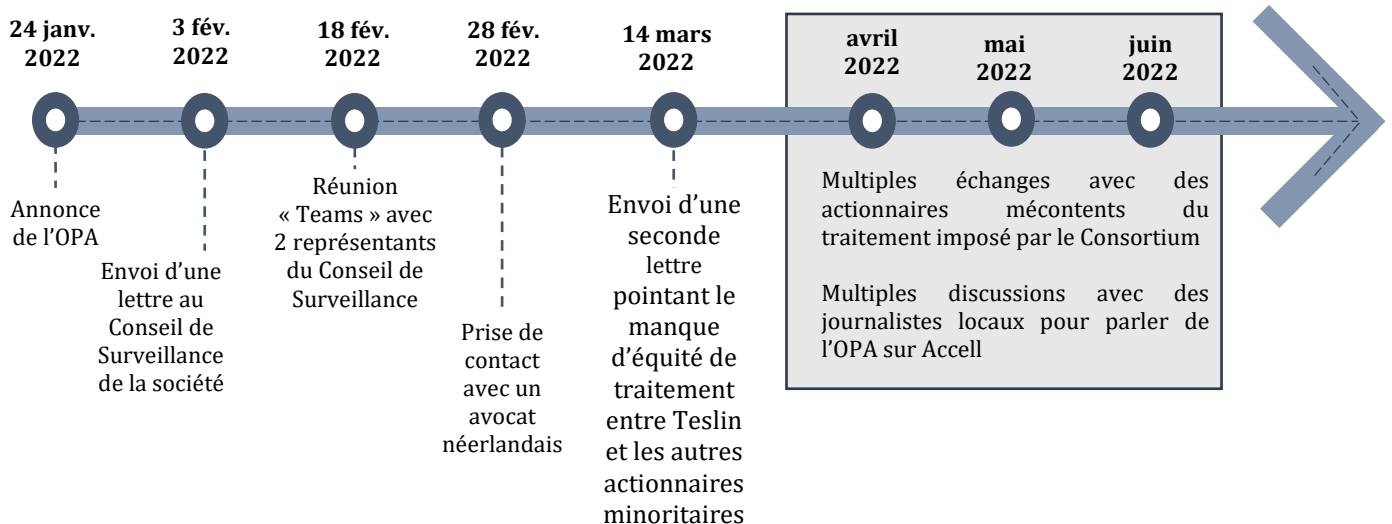 24 janv.
2022
Annonce
de l'OPA
3 fév.
2022
Envoi d'une
lettre au
Conseil de
Surveillance
de la société
18 fév.
2022
Réunion
« Teams » avec
2 représentants
du Conseil de
Surveillance
28 fév.
2022
Prise de
contact
avec un
avocat
néerlandais
14 mars
2022
Envoi d'une
seconde
lettre
pointant le
manque
d'équité de
traitement
entre Teslin
et les autres
actionnaires
minoritaires
avril
2022
mai
2022
juin
2022
Multiples échanges avec des
actionnaires mécontents du
traitement imposé par le Consortium
Multiples discussions avec des
journalistes locaux pour parler de
l'OPA sur Accell